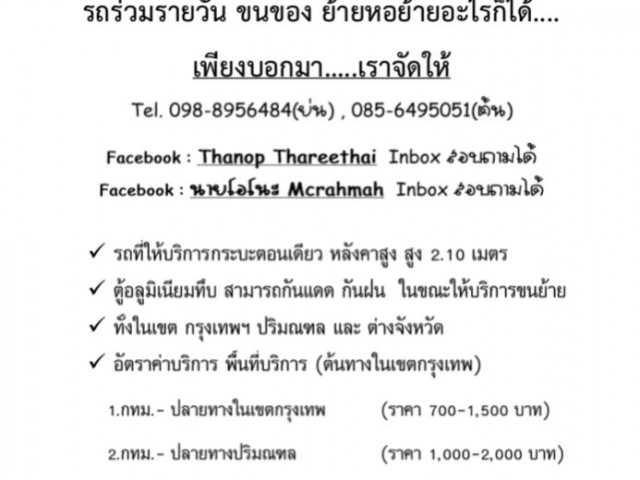 รถร่วมรายวัน ขนของ ย้ายหอย้ายอะไรก็ได้....
เพียงบอกมา.....เราจัดให้
Tel. 098-8956484(ย่น) , 085-6495051(ต้น)
Facebook : Thanop Thareethai Inbox สอบถามได้
Facebook : นายโอโนะ Mcrahmah Inbox สอบถามได้
✓ รถที่ให้บริการกระบะตอนเดียว หลังคาสูง สูง 2.10 เมตร
✓ ตู้อลูมิเนียมทึบ สามารถกันแดด กันฝน ในขณะให้บริการขนย้าย
✓ ทั้งในเขต กรุงเทพฯ ปริมณฑล และ ต่างจังหวัด
✓ อัตราค่าบริการ พื้นที่บริการ (ต้นทางในเขตกรุงเทพ)
1.กทม.- ปลายทางในเขตกรุงเทพ (ราคา 700-1,500 บาท)
2.กทม.- ปลายทางปริมณฑล (ราคา 1,000-2,000 บาท)